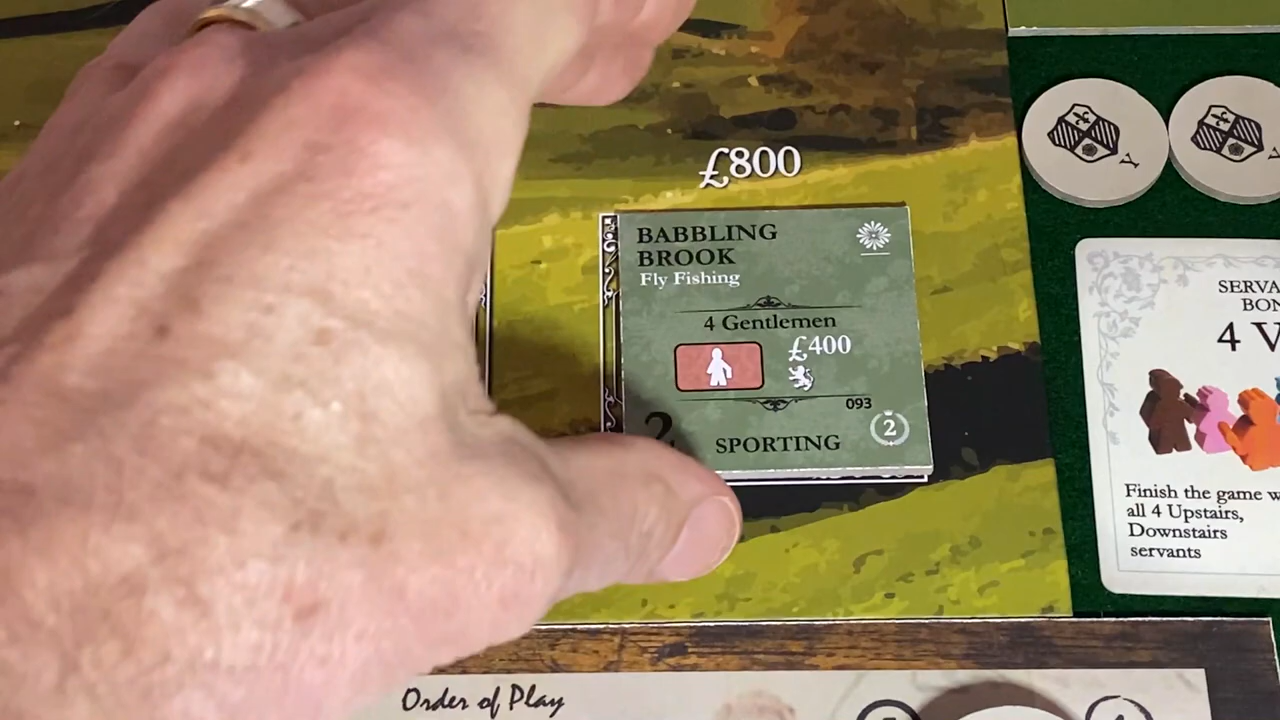 £800
BABBLING
BROOK
Fly Fishing
4 Gentlemen
£400
093
2
SPORTING
2
Y
Y
SERVA
BON
4 V
Finish the game w
all 4 Upstairs,
Downstairs
servants
Order of Play